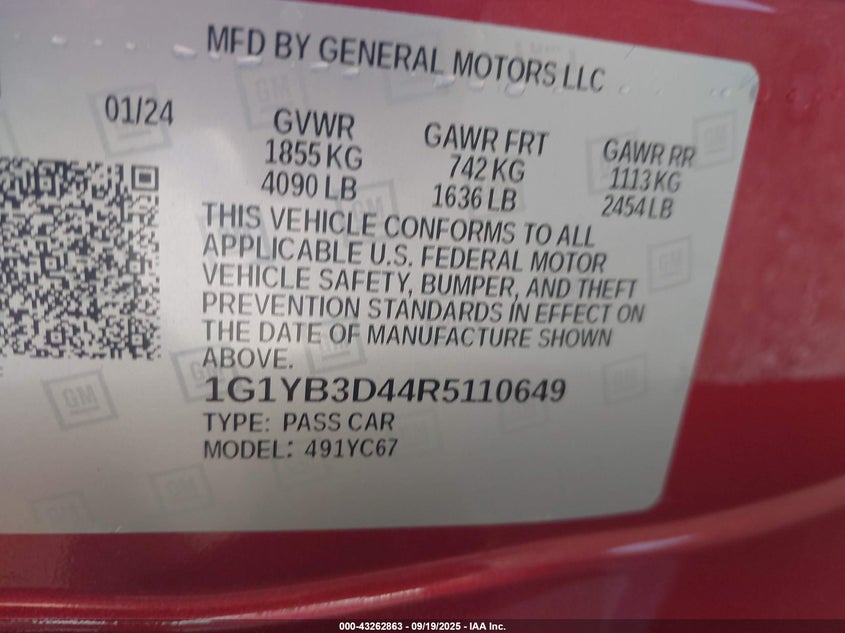 MFD BY GENERAL MOTORS LLC
01/24
GVWR
1855 KG
4090 LB
GAWR FRT
742 KG
1636 LB
GAWR RR
1113 KG
2454 LB
THIS VEHICLE CONFORMS TO ALL
APPLICABLE U.S. FEDERAL MOTOR
VEHICLE SAFETY, BUMPER, AND THEFT
PREVENTION STANDARDS IN EFFECT ON
THE DATE OF MANUFACTURE SHOWN
ABOVE.
1G1YB3D44R5110649
TYPE: PASS CAR
MODEL: 491YC67
GM
000-43262863 - 09/19/2025 - IAA Inc.